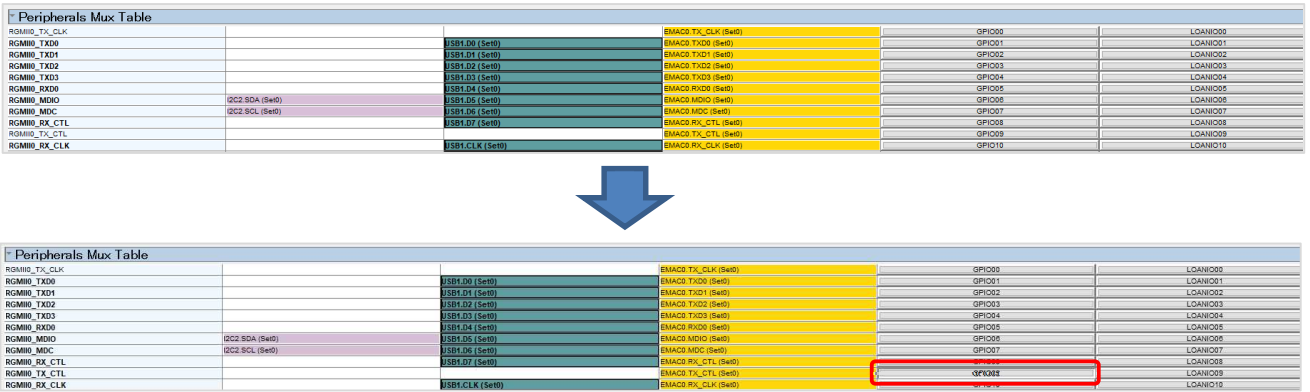 Peripherals Mux Table
RGMII0_TX_CLK EMAC0.TX_CLK (Set0) GPIO00 LOANIO00
RGMII0_TXD0 USB1.D0 (Set0) EMAC0.TXD0 (Set0) GPIO01 LOANIO01
RGMII0_TXD1 USB1.D1 (Set0) EMAC0.TXD1 (Set0) GPIO02 LOANIO02
RGMII0_TXD2 USB1.D2 (Set0) EMAC0.TXD2 (Set0) GPIO03 LOANIO03
RGMII0_TXD3 USB1.D3 (Set0) EMAC0.TXD3 (Set0) GPIO04 LOANIO04
RGMII0_RXD0 USB1.D4 (Set0) EMAC0.RXD0 (Set0) GPIO05 LOANIO05
RGMII0_MDIO I2C2.SDA (Set0) USB1.D5 (Set0) EMAC0.MDIO (Set0) GPIO06 LOANIO06
RGMII0_MDC I2C2.SCL (Set0) USB1.D6 (Set0) EMAC0.MDC (Set0) GPIO07 LOANIO07
RGMII0_RX_CTL USB1.D7 (Set0) EMAC0.RX_CTL (Set0) GPIO08 LOANIO08
RGMII0_TX_CTL EMAC0.TX_CTL (Set0) GPIO09 LOANIO09
RGMII0_RX_CLK USB1.CLK (Set0) EMAC0.RX_CLK (Set0) GPIO10 LOANIO10
Peripherals Mux Table
RGMII0_TX_CLK EMAC0.TX_CLK (Set0) GPIO00 LOANIO00
RGMII0_TXD0 USB1.D0 (Set0) EMAC0.TXD0 (Set0) GPIO01 LOANIO01
RGMII0_TXD1 USB1.D1 (Set0) EMAC0.TXD1 (Set0) GPIO02 LOANIO02
RGMII0_TXD2 USB1.D2 (Set0) EMAC0.TXD2 (Set0) GPIO03 LOANIO03
RGMII0_TXD3 USB1.D3 (Set0) EMAC0.TXD3 (Set0) GPIO04 LOANIO04
RGMII0_RXD0 USB1.D4 (Set0) EMAC0.RXD0 (Set0) GPIO05 LOANIO05
RGMII0_MDIO I2C2.SDA (Set0) USB1.D5 (Set0) EMAC0.MDIO (Set0) GPIO06 LOANIO06
RGMII0_MDC I2C2.SCL (Set0) USB1.D6 (Set0) EMAC0.MDC (Set0) GPIO07 LOANIO07
RGMII0_RX_CTL USB1.D7 (Set0) EMAC0.RX_CTL (Set0) LOANIO08
RGMII0_TX_CTL EMAC0.TX_CTL (Set0) LOANIO09
RGMII0_RX_CLK USB1.CLK (Set0) EMAC0.RX_CLK (Set0) LOANIO10